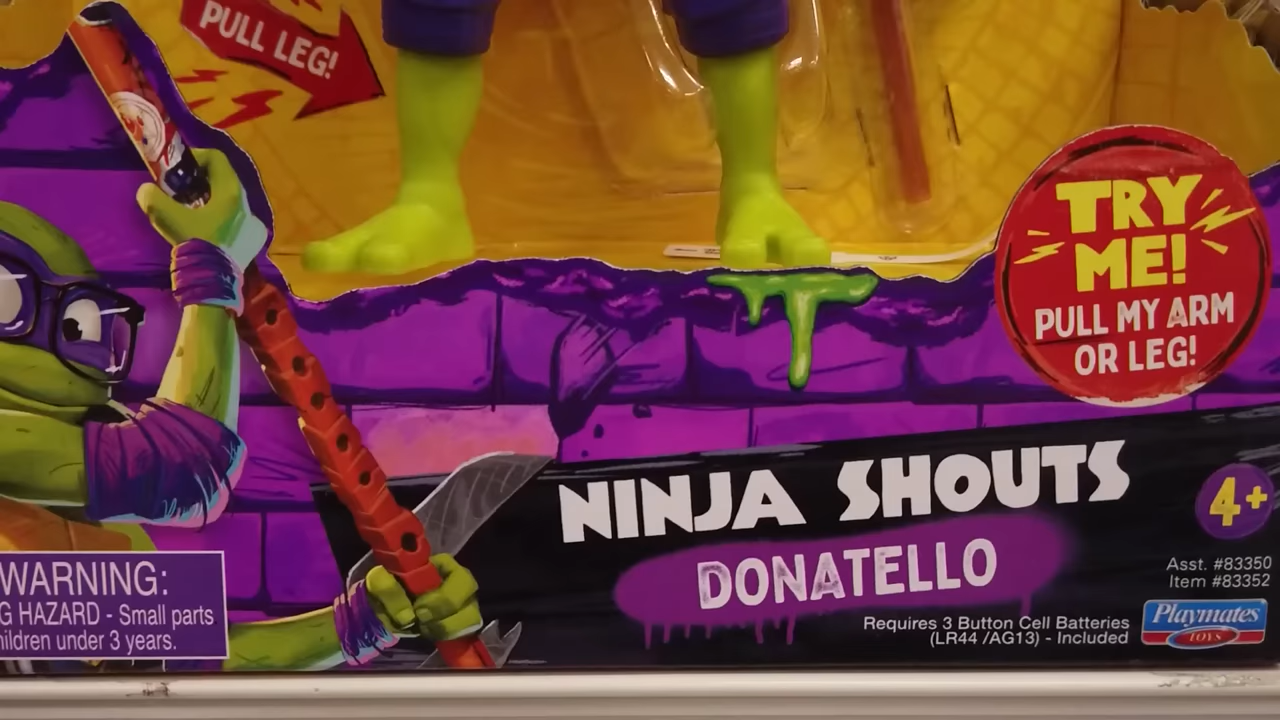 PULL LEG!
TRY
ME!
PULL MY ARM
OR LEG!
NINJA SHOUTS
DONATELLO
4+
Asst. #83350
Item #83352
WARNING:
G HAZARD - Small parts
hildren under 3 years.
Requires 3 Button Cell Batteries
(LR44 /AG13) - Included
Playmates
TOYS